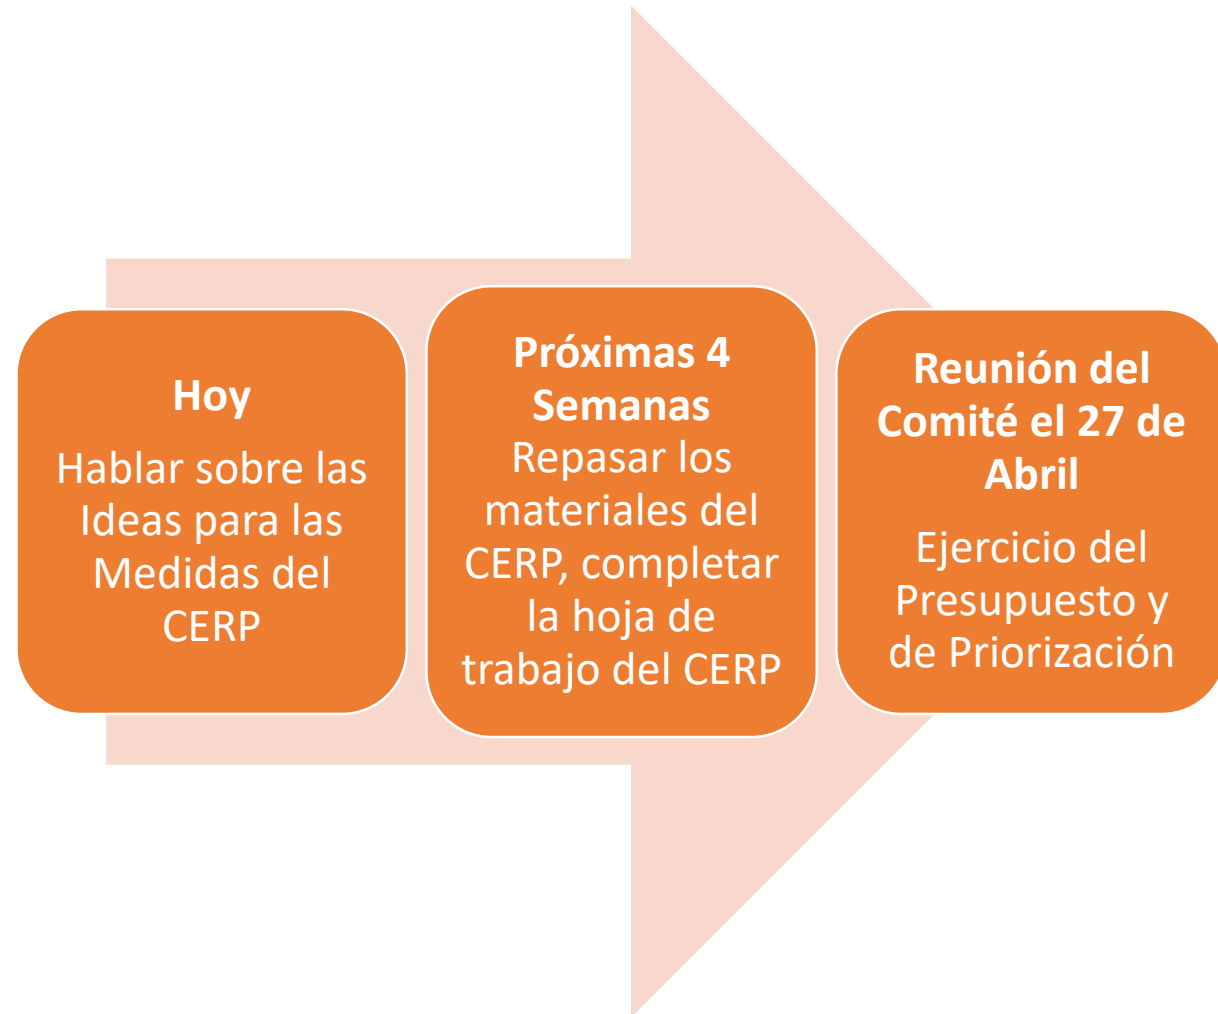 Hoy
Hablar sobre las
Ideas para las
Medidas del
CERP
Próximas 4
Semanas
Repasar los
materiales del
CERP, completar
la hoja de
trabajo del CERP
Reunión del
Comité el 27 de
Abril
Ejercicio del
Presupuesto y
de Priorización